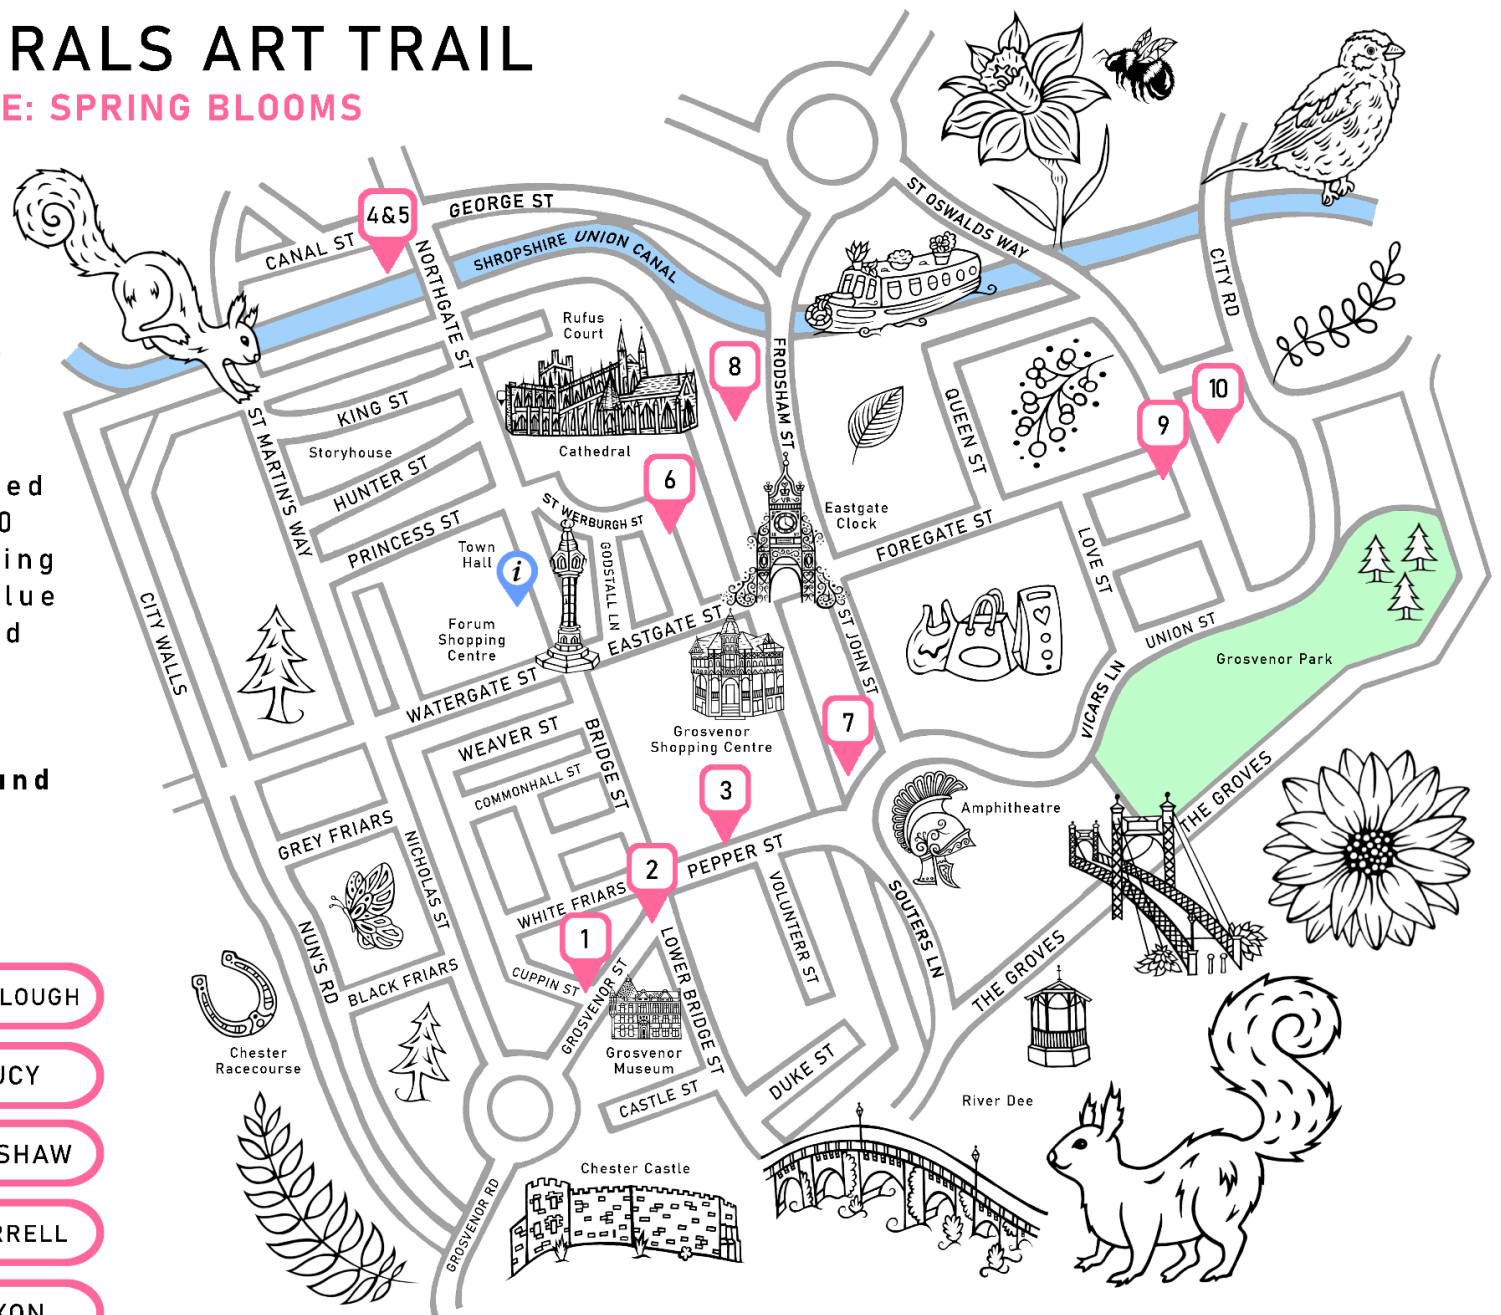 RALS ART TRAIL
E: SPRING BLOOMS
4&5
GEORGE ST
CANAL ST
NORTHGATE ST
SHROPSHIRE UNION CANAL
ST OSWALDS WAY
CITY RD
Rufus
Court
8
FRODSHAM ST
10
QUEEN ST
9
KING ST
ST MARTIN'S WAY
Storyhouse
Cathedral
HUNTER ST
6
ed
0
ing
lue
d
ST WERBURGH ST
Eastgate
Clock
VR
PRINCESS ST
FOREGATE ST
Town
Hall
i
GODSTALL LN
LOVE ST
CITY WALLS
Forum
Shopping
Centre
EASTGATE ST
ST JOHN ST
UNION ST
Grosvenor Park
WATERGATE ST
VICARS LN
7
WEAVER ST
BRIDGE ST
Grosvenor
Shopping Centre
und
COMMONHALL ST
3
Amphitheatre
THE GROVES
GREY FRIARS
NICHOLAS ST
2
PEPPER ST
WHITE FRIARS
VOLUNTERR ST
SOUTERS LN
1
NUN'S RD
BLACK FRIARS
CUPPIN ST
GROSVENOR ST
LOWER BRIDGE ST
THE GROVES
LOUGH
Chester
Racecourse
Grosvenor
Museum
UCY
CASTLE ST
DUKE ST
River Dee
SHAW
Chester Castle
RRELL
GROSVENOR RD
XON